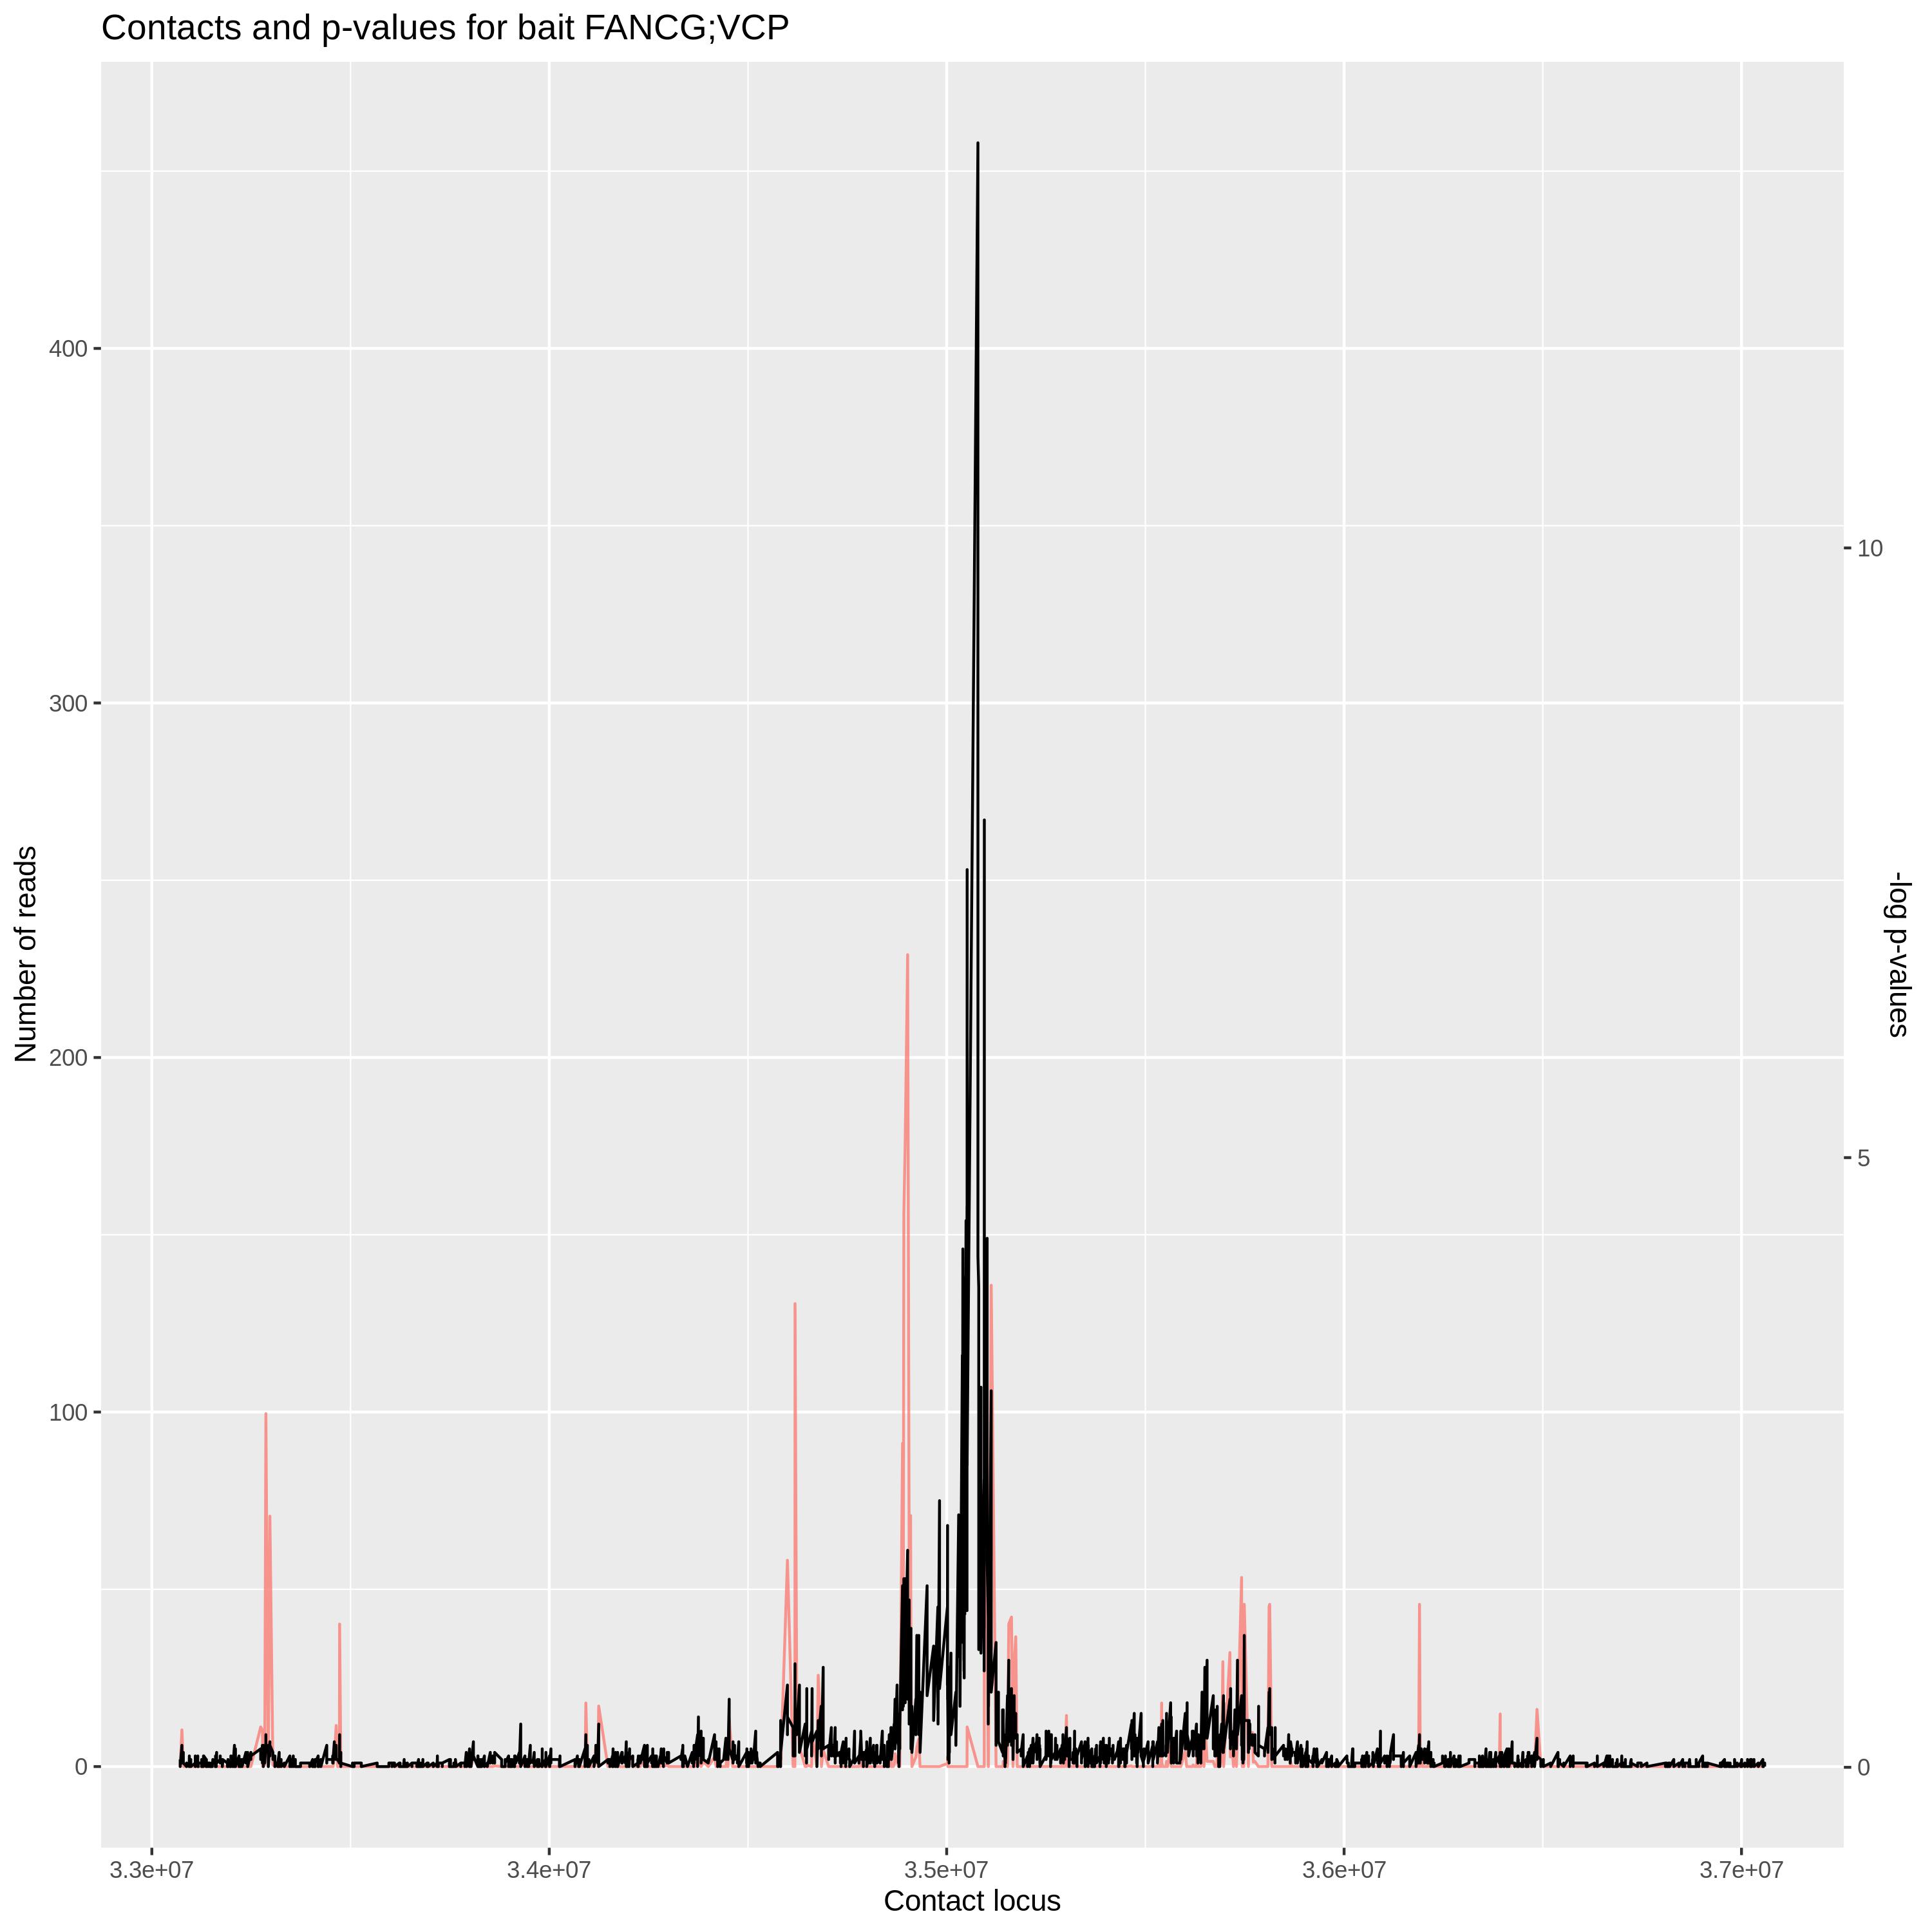 Contacts and p-values for bait FANCG;VCP
400
300
200
100
0
Number of reads
10
5
0
-log p-values
3.3e+07
3.4e+07
3.5e+07
3.6e+07
3.7e+07
Contact locus